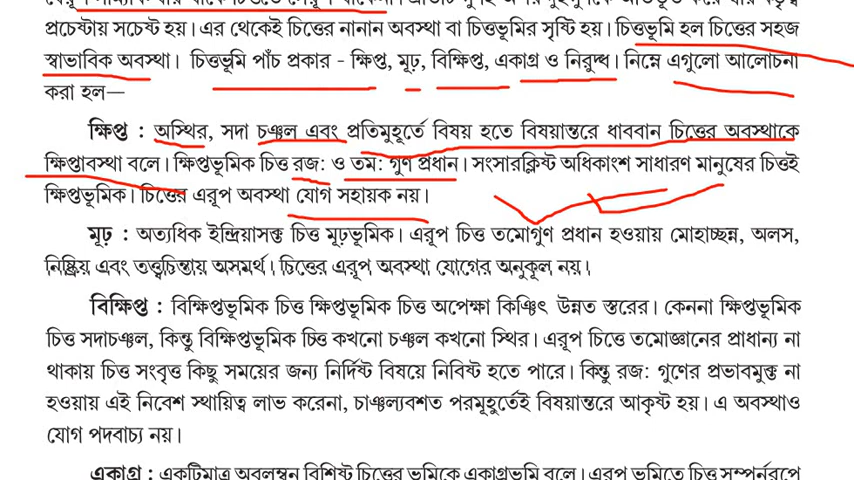 প্রচেষ্টায় সচেষ্ট হয়। এর থেকেই চিত্তের নানান অবস্থা বা চিত্তভূমির সৃষ্টি হয়। চিত্তভূমি হল চিত্তের সহজ
স্বাভাবিক অবস্থা। চিত্তভূমি পাঁচ প্রকার - ক্ষিপ্ত, মূঢ়, বিক্ষিপ্ত, একাগ্র ও নিরুদ্ধ। নিম্নে এগুলো আলোচনা
করা হল—
ক্ষিপ্ত : অস্থির, সদা চঞ্চল এবং প্রতিমুহূর্তে বিষয় হতে বিষয়ান্তরে ধাবমান চিত্তের অবস্থাকে
ক্ষিপ্তাবস্থা বলে। ক্ষিপ্তভূমিক চিত্ত রজ: ও তম: গুণ প্রধান। সংসারক্লিষ্ট অধিকাংশ সাধারণ মানুষের চিত্তই
ক্ষিপ্তভূমিক। চিত্তের এরূপ অবস্থা যোগ সহায়ক নয়।
মূঢ় : অত্যধিক ইন্দ্রিয়াসক্ত চিত্ত মূঢ়ভূমিক। এরূপ চিত্ত তমোগুণ প্রধান হওয়ায় মোহাচ্ছন্ন, অলস,
নিষ্ক্রিয় এবং তত্ত্বচিন্তায় অসমর্থ। চিত্তের এরূপ অবস্থা যোগের অনুকূল নয়।
বিক্ষিপ্ত : বিক্ষিপ্তভূমিক চিত্ত ক্ষিপ্তভূমিক চিত্ত অপেক্ষা কিঞ্চিৎ উন্নত স্তরের। কেননা ক্ষিপ্তভূমিক
চিত্ত সদাচঞ্চল, কিন্তু বিক্ষিপ্তভূমিক চিত্ত কখনো চঞ্চল কখনো স্থির। এরূপ চিত্তে তমোজ্ঞানের প্রাধান্য না
থাকায় চিত্ত সংবৃত্ত কিছু সময়ের জন্য নির্দিষ্ট বিষয়ে নিবিষ্ট হতে পারে। কিন্তু রজ: গুণের প্রভাবমুক্ত না
হওয়ায় এই নিবেশ স্থায়িত্ব লাভ করেনা, চাঞ্চল্যবশত পরমূহূর্তেই বিষয়ান্তরে আকৃষ্ট হয়। এ অবস্থাও
যোগ পদবাচ্য নয়।
একাগ্র : একটিমাত্র অবলম্বন বিশিষ্ট চিত্তের ভূমিকে একাগ্রভূমি বলে। এরূপ ভূমিতে চিত্ত সম্পূর্নরূপে